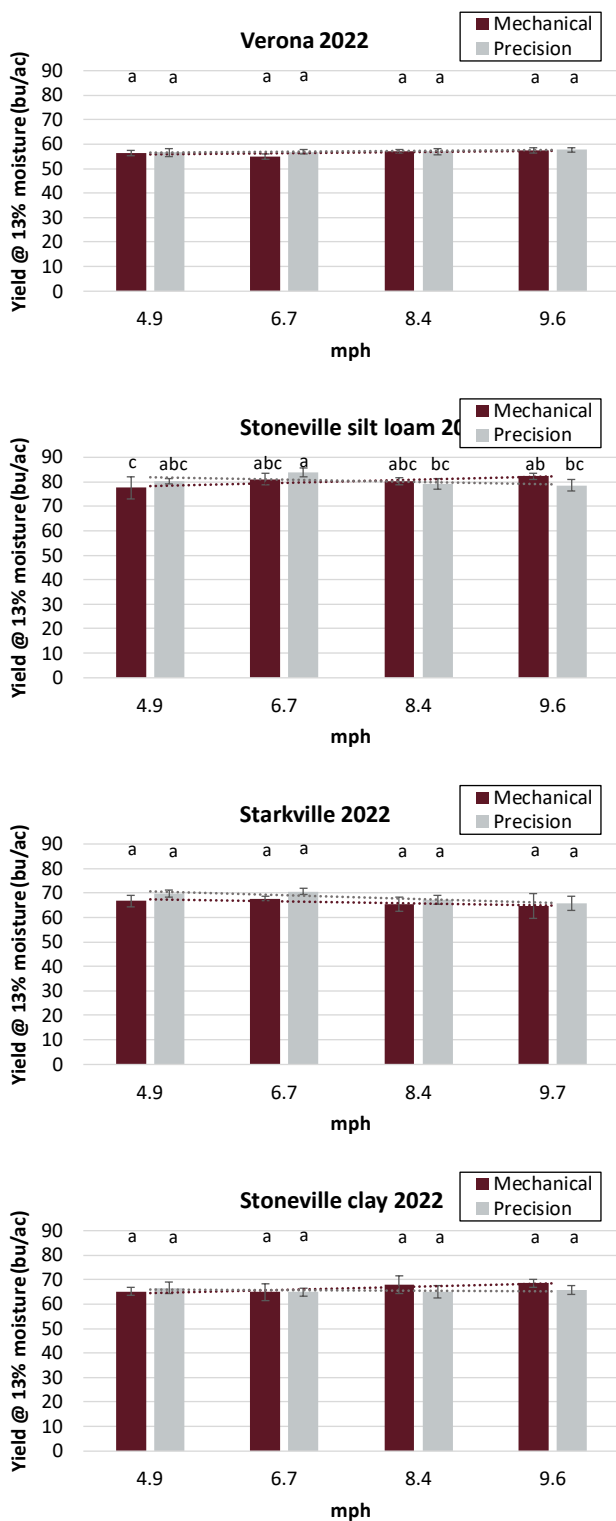 Verona 2022
Mechanical
Precision
Yield @ 13% moisture (bu/ac)
90
80
70
60
50
40
30
20
10
0
a a a a a a a a
4.9 6.7 8.4 9.6
mph
Stoneville silt loam 20
Mechanical
Precision
Yield @ 13% moisture (bu/ac)
90
80
70
60
50
40
30
20
10
0
c abc abc a abc bc ab bc
4.9 6.7 8.4 9.6
mph
Starkville 2022
Mechanical
Precision
Yield @ 13% moisture (bu/ac)
90
80
70
60
50
40
30
20
10
0
a a a a a a a a
4.9 6.7 8.4 9.7
mph
Stoneville clay 2022
Mechanical
Precision
Yield @ 13% moisture (bu/ac)
90
80
70
60
50
40
30
20
10
0
a a a a a a a a
4.9 6.7 8.4 9.6
mph